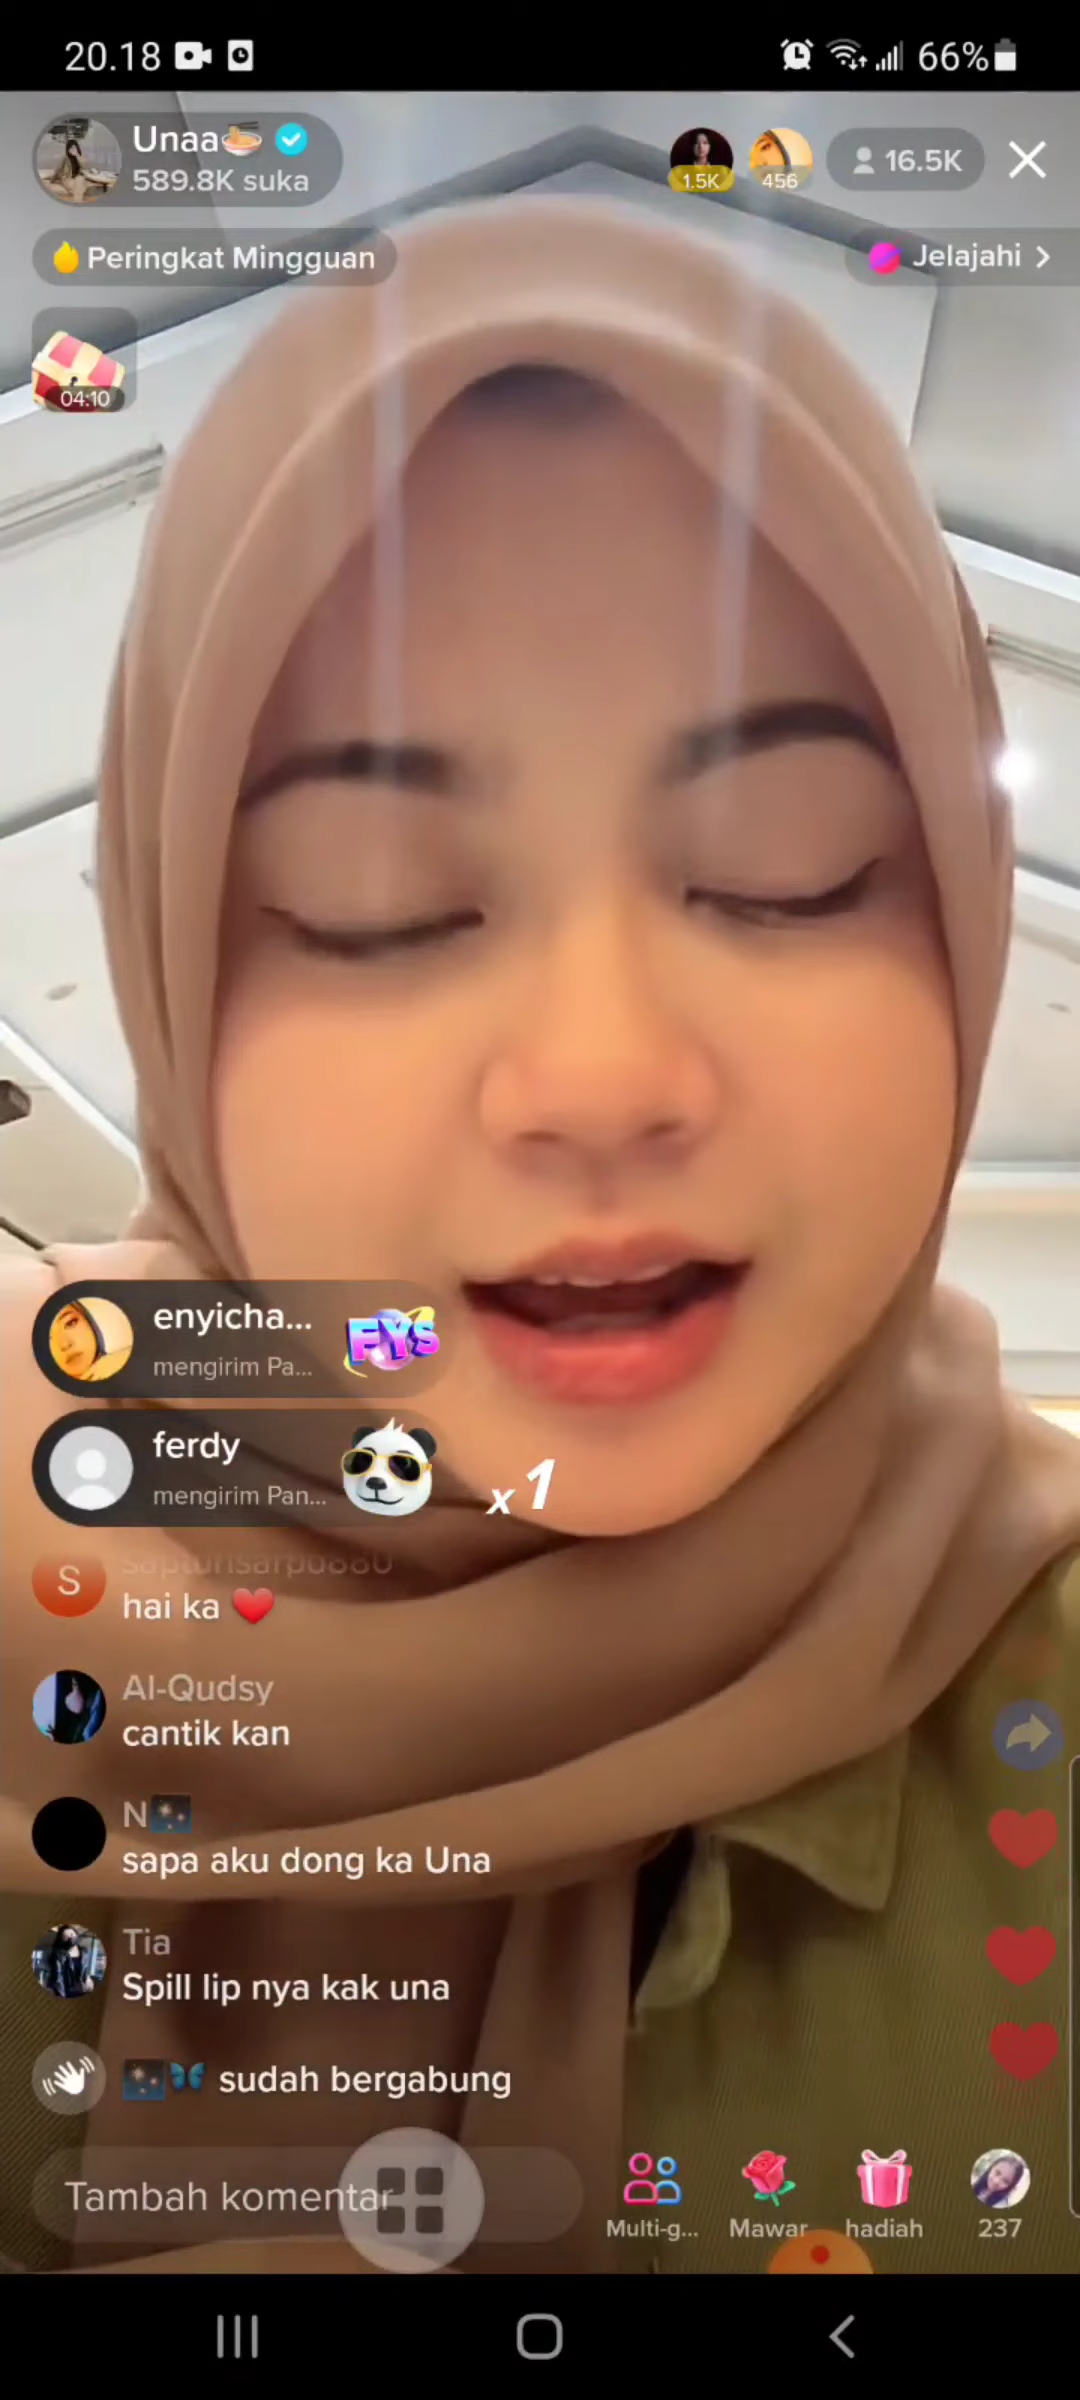 20.18
66%
Unaa🍜
589.8K suka
1.5K
456
16.5K
Peringkat Mingguan
Jelajahi >
04:10
enyicha...
mengirim Pa...
FYS
ferdy
mengirim Pan...
x1
S
hai ka ❤️
Al-Qudsy
cantik kan
N🎇
sapa aku dong ka Una
Tia
Spill lip nya kak una
🎇🦋 sudah bergabung
Tambah komentar
Multi-g...
Mawar
hadiah
237